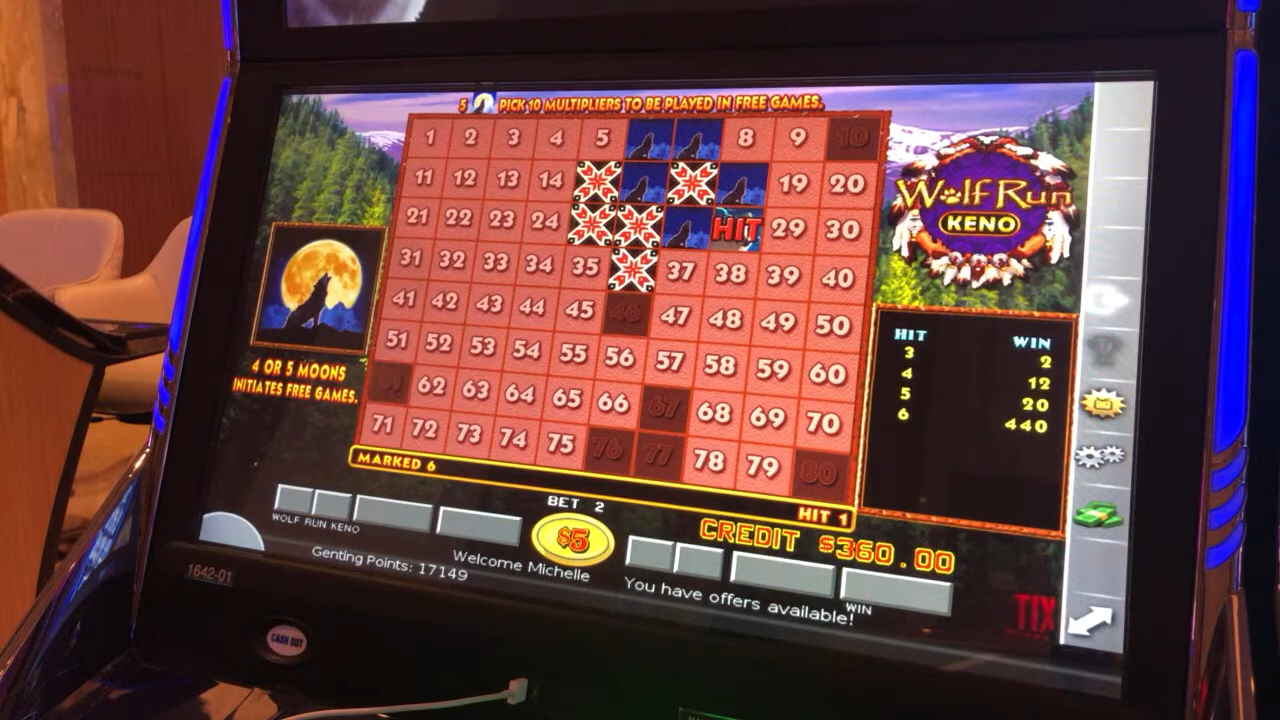 5 PICK 10 MULTIPLIERS TO BE PLAYED IN FREE GAMES.
1 2 3 4 5 8 9 10
11 12 13 14 19 20
21 22 23 24 HIT 29 30
31 32 33 34 35 37 38 39 40
41 42 43 44 45 46 47 48 49 50
51 52 53 54 55 56 57 58 59 60
62 63 64 65 66 67 68 69 70
71 72 73 74 75 76 77 78 79 80
Wolf Run
KENO
4 OR 5 MOONS
INITIATES FREE GAMES.
HIT WIN
3 2
4 12
5 20
6 440
MARKED 6
HIT 1
BET 2
$5
CREDIT $360.00
WOLF RUN KENO
WIN
Genting Points: 17149
Welcome Michelle
You have offers available!
TIX
1642-01
CASH OUT